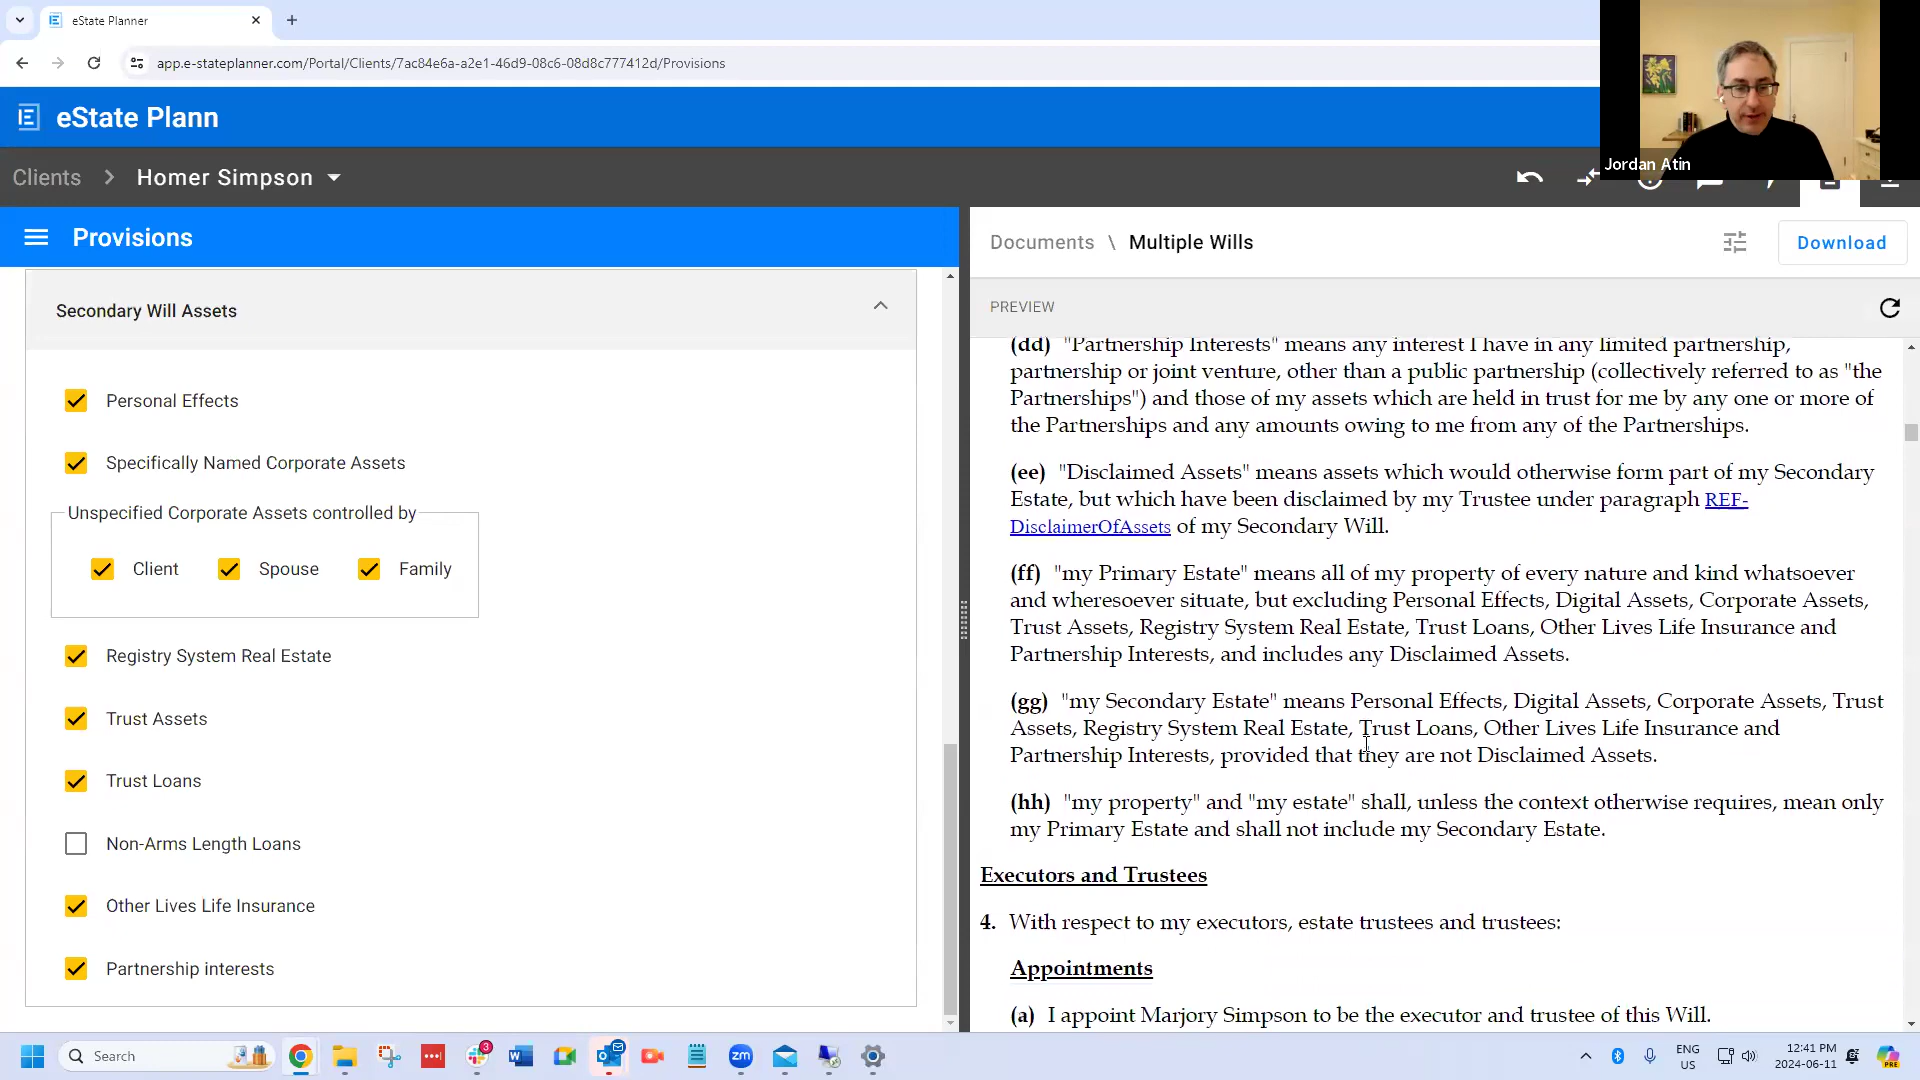 eState Planner
app.e-stateplanner.com/Portal/Clients/7ac84e6a-a2e1-46d9-08c6-08d8c777412d/Provisions
eState Plann
Jordan Atin
Clients > Homer Simpson
Provisions
Documents \ Multiple Wills
Download
PREVIEW
Secondary Will Assets
Personal Effects
Specifically Named Corporate Assets
Unspecified Corporate Assets controlled by
Client Spouse Family
Registry System Real Estate
Trust Assets
Trust Loans
Non-Arms Length Loans
Other Lives Life Insurance
Partnership interests
(dd) "Partnership Interests" means any interest I have in any limited partnership,
partnership or joint venture, other than a public partnership (collectively referred to as "the
Partnerships") and those of my assets which are held in trust for me by any one or more of
the Partnerships and any amounts owing to me from any of the Partnerships.
(ee) "Disclaimed Assets" means assets which would otherwise form part of my Secondary
Estate, but which have been disclaimed by my Trustee under paragraph REF-
DisclaimerOfAssets of my Secondary Will.
(ff) "my Primary Estate" means all of my property of every nature and kind whatsoever
and wheresoever situate, but excluding Personal Effects, Digital Assets, Corporate Assets,
Trust Assets, Registry System Real Estate, Trust Loans, Other Lives Life Insurance and
Partnership Interests, and includes any Disclaimed Assets.
(gg) "my Secondary Estate" means Personal Effects, Digital Assets, Corporate Assets, Trust
Assets, Registry System Real Estate, Trust Loans, Other Lives Life Insurance and
Partnership Interests, provided that they are not Disclaimed Assets.
(hh) "my property" and "my estate" shall, unless the context otherwise requires, mean only
my Primary Estate and shall not include my Secondary Estate.
Executors and Trustees
4. With respect to my executors, estate trustees and trustees:
Appointments
(a) I appoint Marjory Simpson to be the executor and trustee of this Will.
Search
3
W
zm
ENG
US
12:41 PM
2024-06-11
PRE